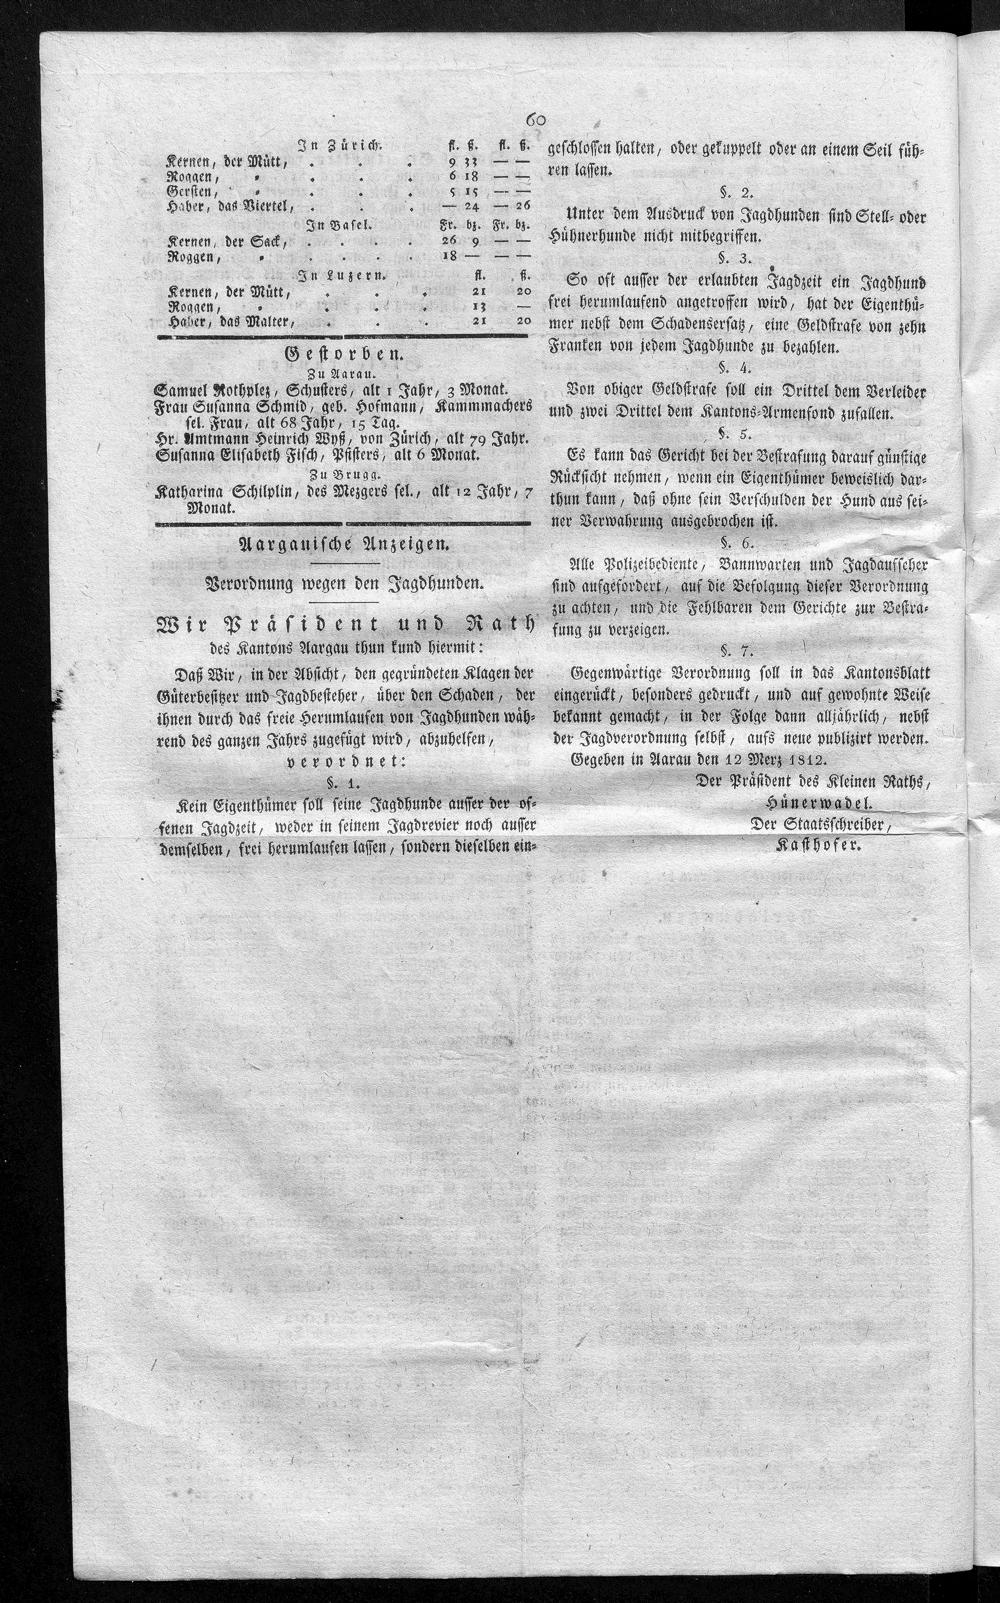 60
In Zürich. fl. ß. fl. ß.
Kernen, der Mütt, . . . 9 33 — —
Roggen, „ . . . 6 18 — —
Gersten, „ . . . 5 15 — —
Haber, das Viertel, . . . — 24 — 26
In Basel. Fr. bz. Fr. bz.
Kernen, der Sack, . . . . 26 9 — —
Roggen, „ . . . . 18 — — —
In Luzern. fl. ß.
Kernen, der Mütt, . . . 21 20
Roggen, „ . . . 13 —
Haber, das Malter, . . . 21 20
Gestorben.
Zu Aarau.
Samuel Rothplez, Schusters, alt 1 Jahr, 3 Monat.
Frau Susanna Schmid, geb. Hofmann, Kammmachers
sel. Frau, alt 68 Jahr, 15 Tag.
Hr. Amtmann Heinrich Wyß, von Zürich, alt 79 Jahr.
Susanna Elisabeth Fisch, Pfisters, alt 6 Monat.
Zu Brugg.
Katharina Schilplin, des Mezgers sel., alt 12 Jahr, 7
Monat.
Aargauische Anzeigen.
Verordnung wegen den Jagdhunden.
Wir Präsident und Rath
des Kantons Aargau thun kund hiermit:
Daß Wir, in der Absicht, den gegründeten Klagen der
Güterbesitzer und Jagdbesteher, über den Schaden, der
ihnen durch das freie Herumlaufen von Jagdhunden wäh-
rend des ganzen Jahrs zugefügt wird, abzuhelfen,
verordnet:
§. 1.
Kein Eigenthümer soll seine Jagdhunde ausser der of-
fenen Jagdzeit, weder in seinem Jagdrevier noch ausser
demselben, frei herumlaufen lassen, sondern dieselben ein-
geschlossen halten, oder gekuppelt oder an einem Seil füh-
ren lassen.
§. 2.
Unter dem Ausdruck von Jagdhunden sind Stell- oder
Hühnerhunde nicht mitbegriffen.
§. 3.
So oft ausser der erlaubten Jagdzeit ein Jagdhund
frei herumlaufend angetroffen wird, hat der Eigenthü-
mer nebst dem Schadensersatz, eine Geldstrafe von zehn
Franken von jedem Jagdhunde zu bezahlen.
§. 4.
Von obiger Geldstrafe soll ein Drittel dem Verleider
und zwei Drittel dem Kantons-Armenfond zufallen.
§. 5.
Es kann das Gericht bei der Bestrafung darauf günstige
Rücksicht nehmen, wenn ein Eigenthümer beweislich dar-
thun kann, daß ohne sein Verschulden der Hund aus sei-
ner Verwahrung ausgebrochen ist.
§. 6.
Alle Polizeibediente, Bannwarten und Jagdaufseher
sind aufgefordert, auf die Befolgung dieser Verordnung
zu achten, und die Fehlbaren dem Gerichte zur Bestra-
fung zu verzeigen.
§. 7.
Gegenwärtige Verordnung soll in das Kantonsblatt
eingerückt, besonders gedruckt, und auf gewohnte Weise
bekannt gemacht, in der Folge dann alljährlich, nebst
der Jagdverordnung selbst, aufs neue publizirt werden.
Gegeben in Aarau den 12 Merz 1812.
Der Präsident des Kleinen Raths,
Hünerwadel.
Der Staatsschreiber,
Kasthofer.